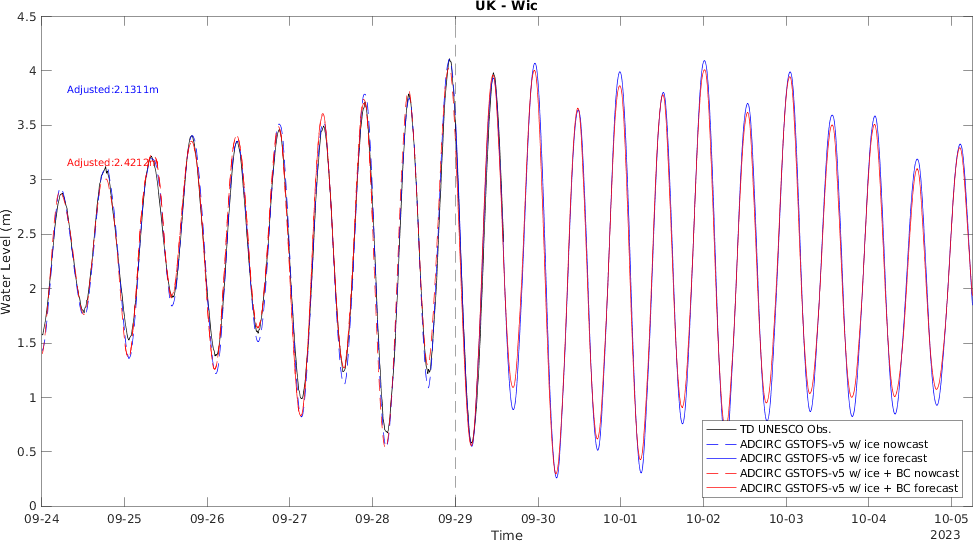 UK - Wic
4.5
4
3.5
3
2.5
2
1.5
1
0.5
0
Water Level (m)
Adjusted:2.1311m
Adjusted:2.4212m
TD UNESCO Obs.
ADCIRC GSTOFS-v5 w/ ice nowcast
ADCIRC GSTOFS-v5 w/ ice forecast
ADCIRC GSTOFS-v5 w/ ice + BC nowcast
ADCIRC GSTOFS-v5 w/ ice + BC forecast
09-24 09-25 09-26 09-27 09-28 09-29 09-30 10-01 10-02 10-03 10-04 10-05
Time
2023